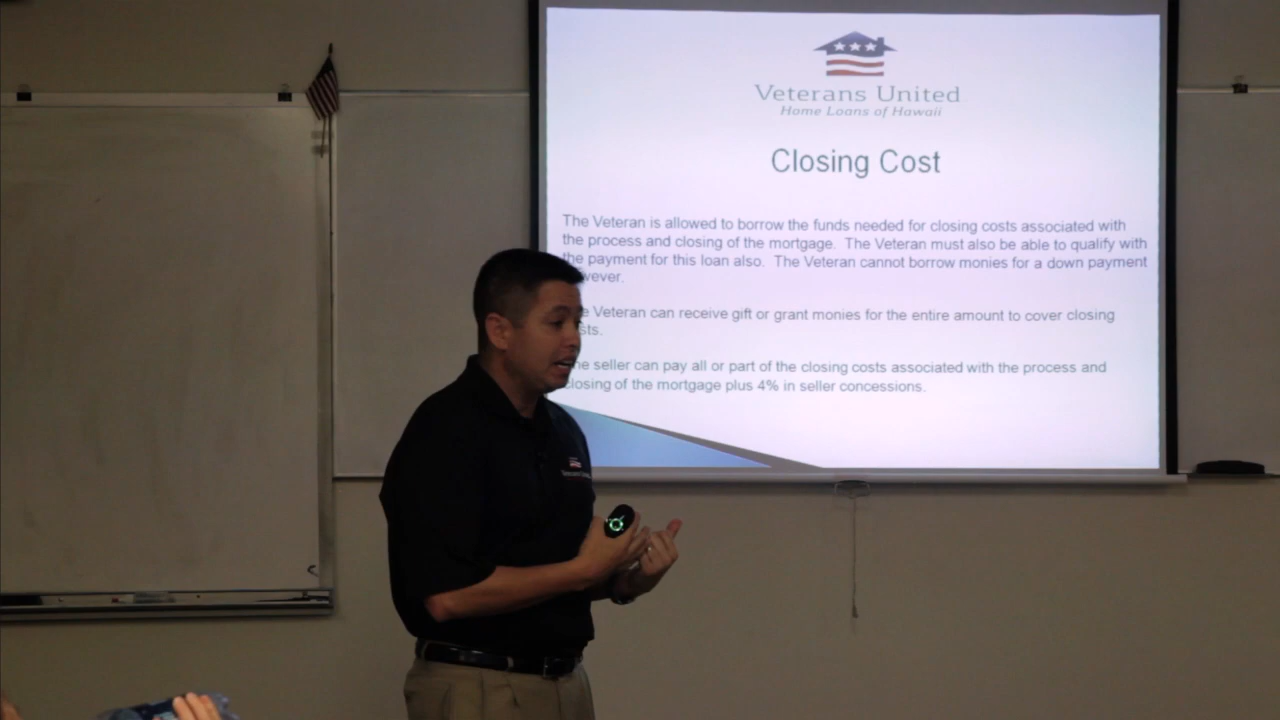 Veterans United
Home Loans of Hawaii
Closing Cost
The Veteran is allowed to borrow the funds needed for closing costs associated with
the process and closing of the mortgage. The Veteran must also be able to qualify with
the payment for this loan also. The Veteran cannot borrow monies for a down payment
wever.
e Veteran can receive gift or grant monies for the entire amount to cover closing
sts.
he seller can pay all or part of the closing costs associated with the process and
closing of the mortgage plus 4% in seller concessions.